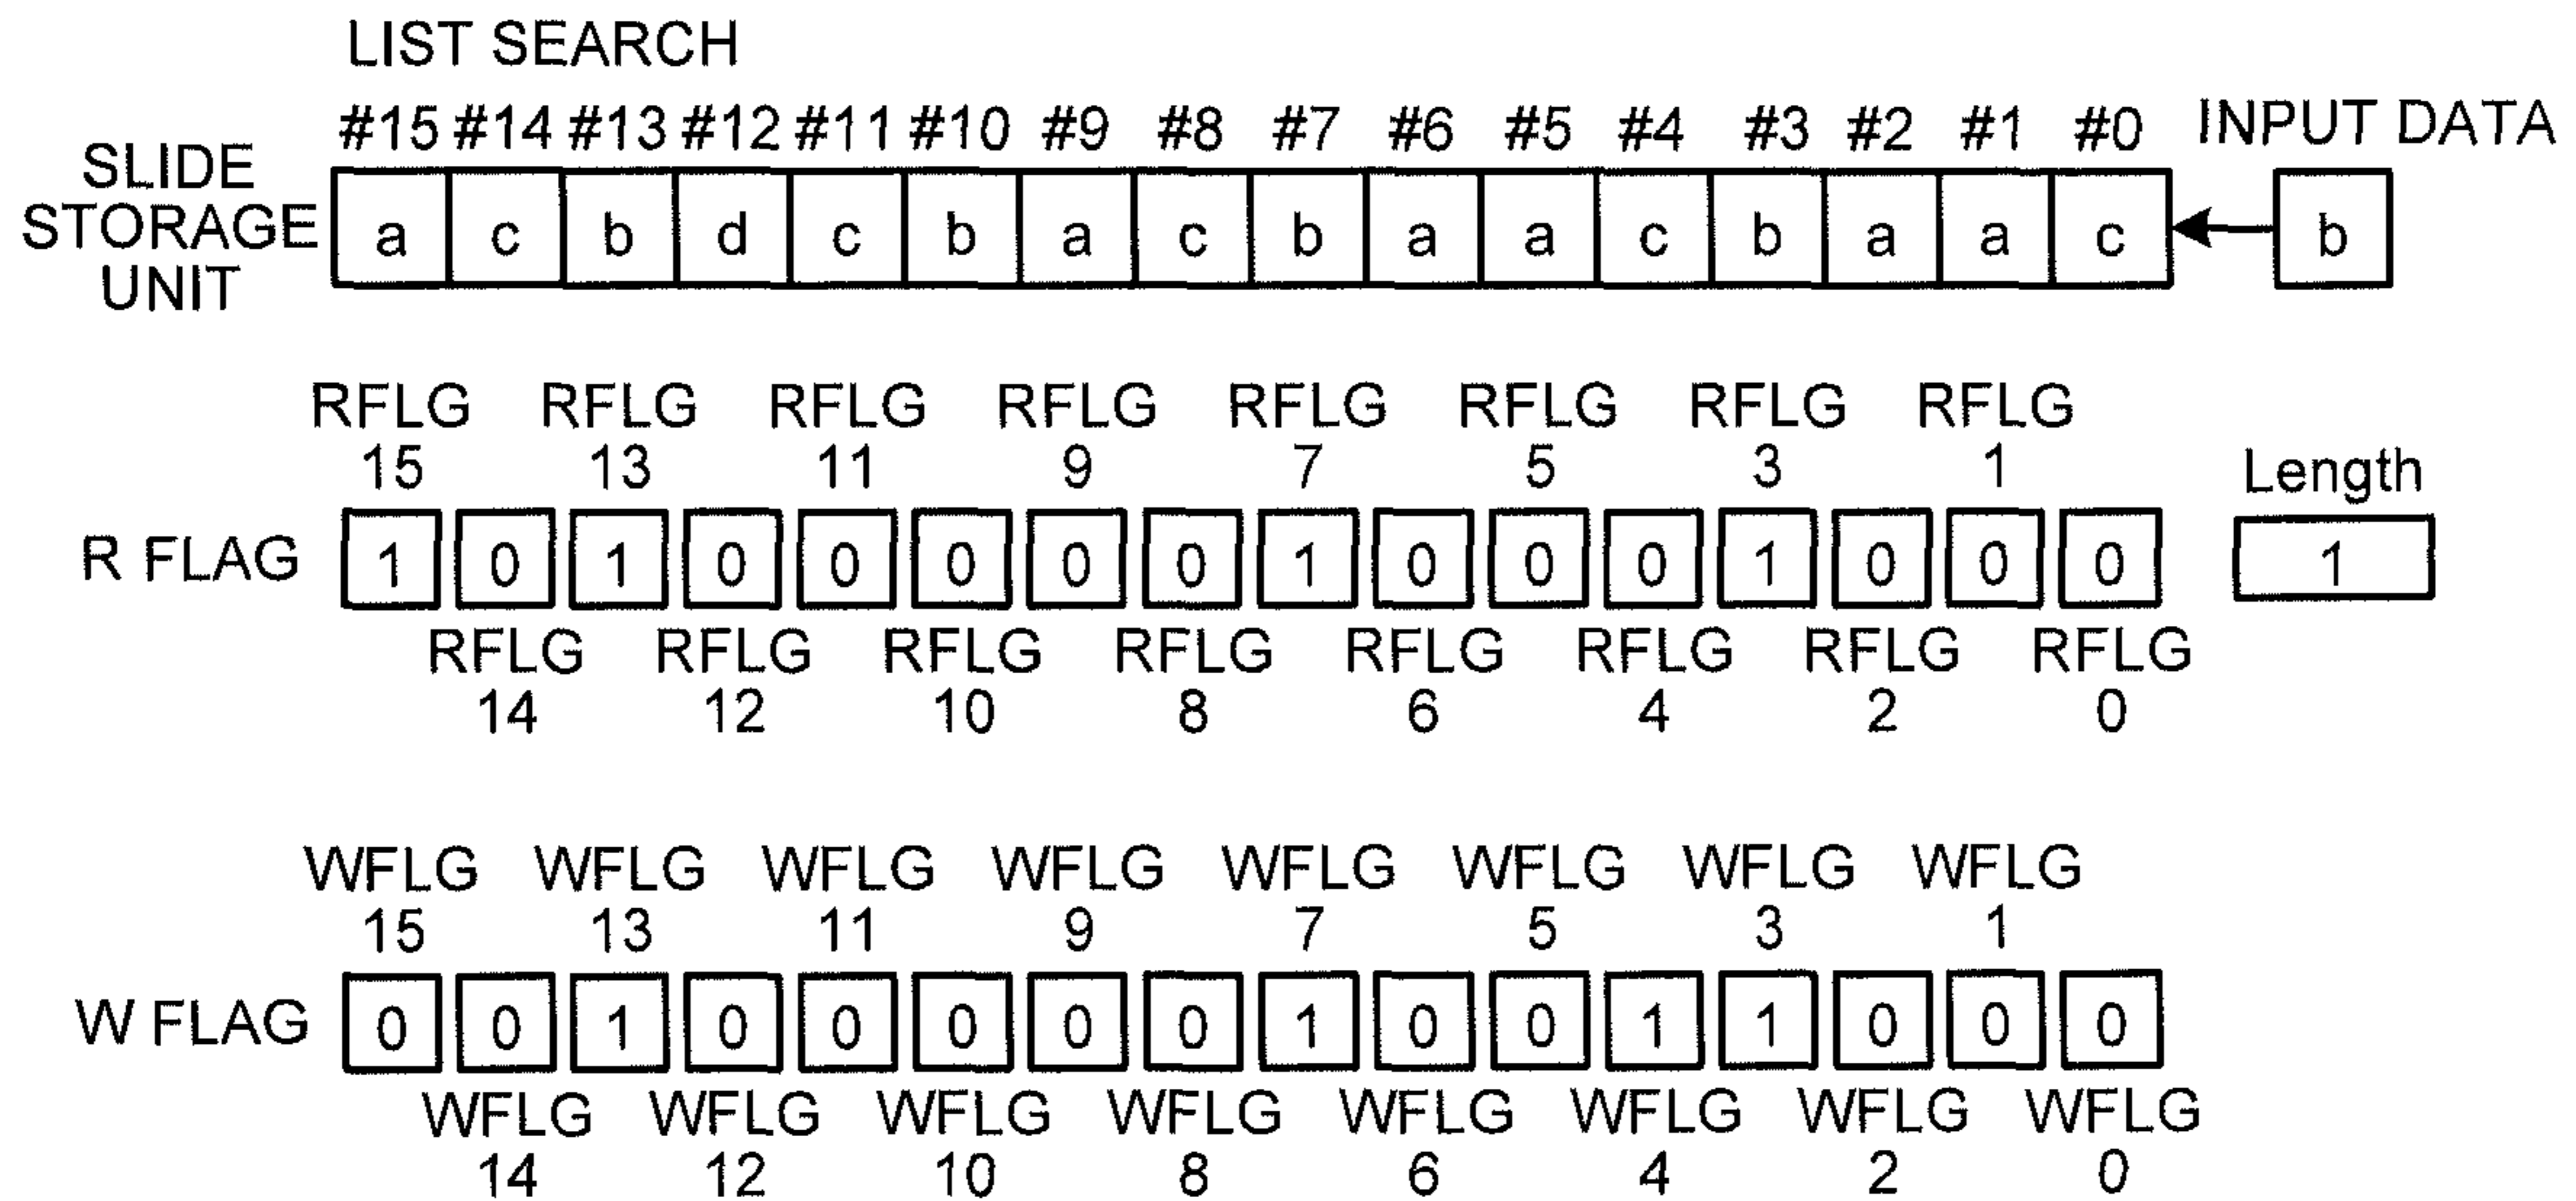 LIST SEARCH
#15 #14 #13 #12 #11 #10 #9 #8 #7 #6 #5 #4 #3 #2 #1 #0 INPUT DATA
SLIDE STORAGE UNIT
a c b d c b a c b a a c b a a c b
RFLG RFLG RFLG RFLG RFLG RFLG RFLG RFLG
15 13 11 9 7 5 3 1 Length
R FLAG 1 0 1 0 0 0 0 0 1 0 0 0 1 0 0 0 1
RFLG RFLG RFLG RFLG RFLG RFLG RFLG RFLG
14 12 10 8 6 4 2 0
WFLG WFLG WFLG WFLG WFLG WFLG WFLG WFLG
15 13 11 9 7 5 3 1
W FLAG 0 0 1 0 0 0 0 0 1 0 0 1 1 0 0 0
WFLG WFLG WFLG WFLG WFLG WFLG WFLG WFLG
14 12 10 8 6 4 2 0